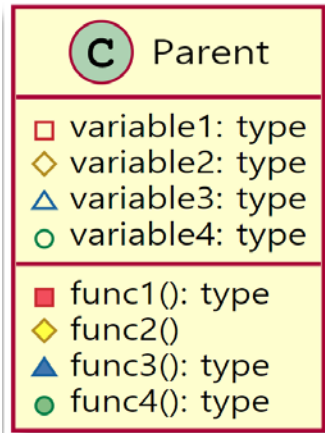 C Parent
variable1: type
variable2: type
variable3: type
variable4: type
func1(): type
func2()
func3(): type
func4(): type